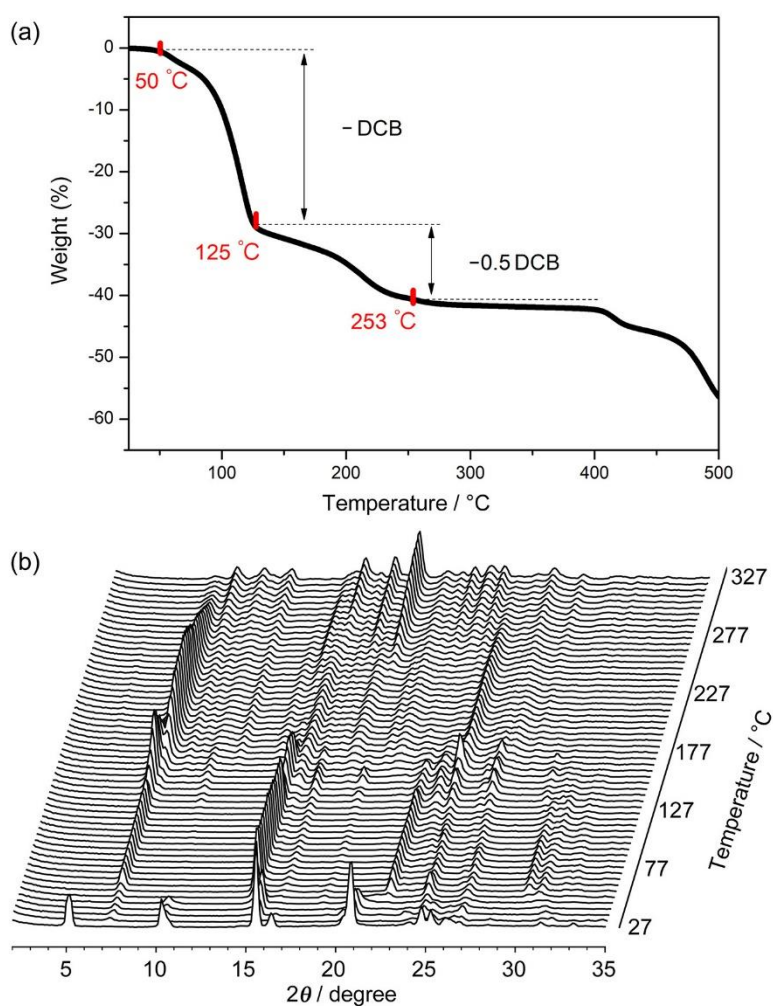 (a)
0
50 °C
-10
− DCB
-20
Weight (%)
-30
125 °C
−0.5 DCB
-40
253 °C
-50
-60
100
200
300
400
500
Temperature / °C
(b)
327
277
227
177
127
77
27
Temperature / °C
5
10
15
20
25
30
35
2θ / degree